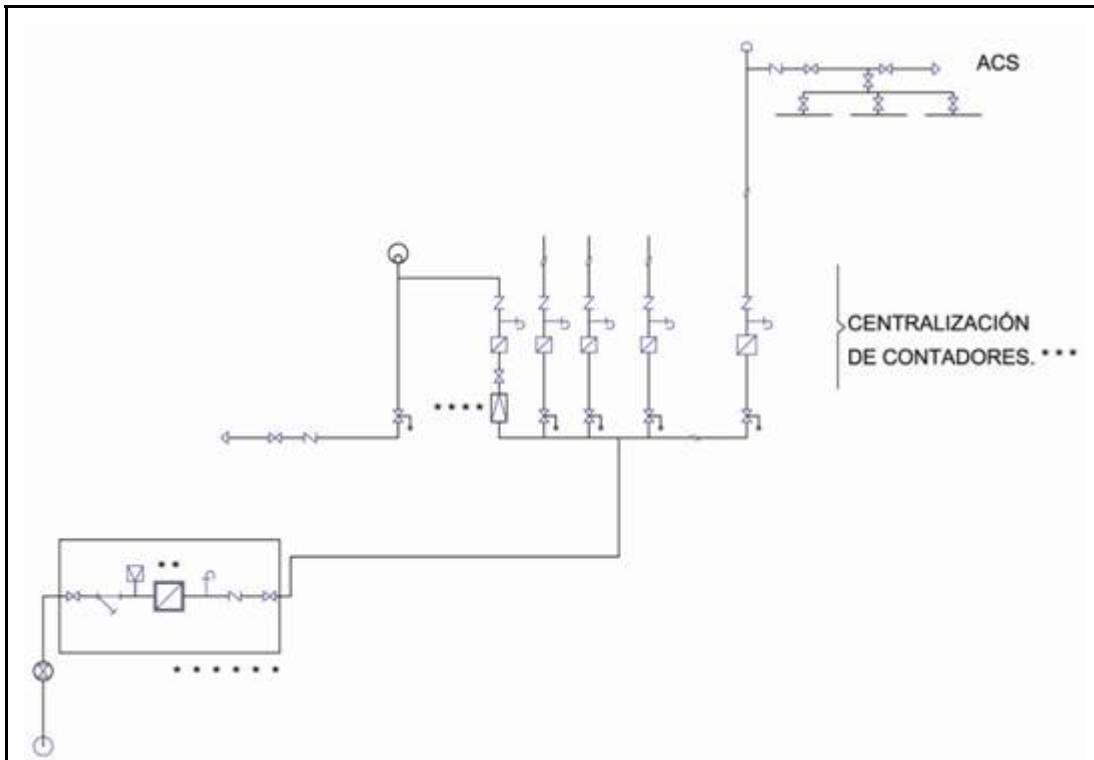 ACS
CENTRALIZACIÓN
DE CONTADORES. * * *
* * * *
* *
* * * * * *